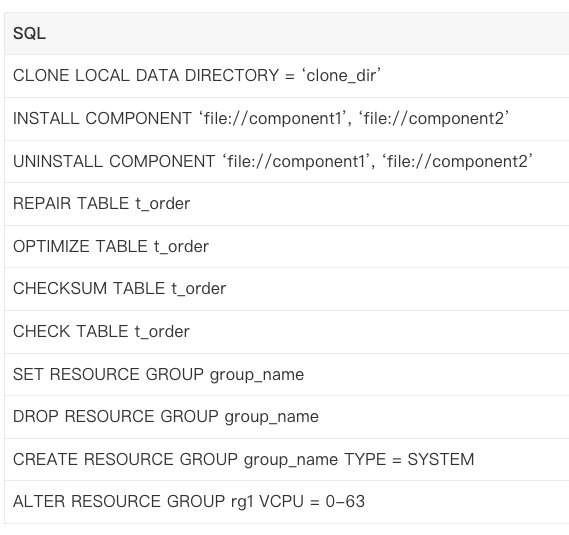 SQL
CLONE LOCAL DATA DIRECTORY = ‘clone_dir’
INSTALL COMPONENT ‘file://component1’, ‘file://component2’
UNINSTALL COMPONENT ‘file://component1’, ‘file://component2’
REPAIR TABLE t_order
OPTIMIZE TABLE t_order
CHECKSUM TABLE t_order
CHECK TABLE t_order
SET RESOURCE GROUP group_name
DROP RESOURCE GROUP group_name
CREATE RESOURCE GROUP group_name TYPE = SYSTEM
ALTER RESOURCE GROUP rg1 VCPU = 0–63